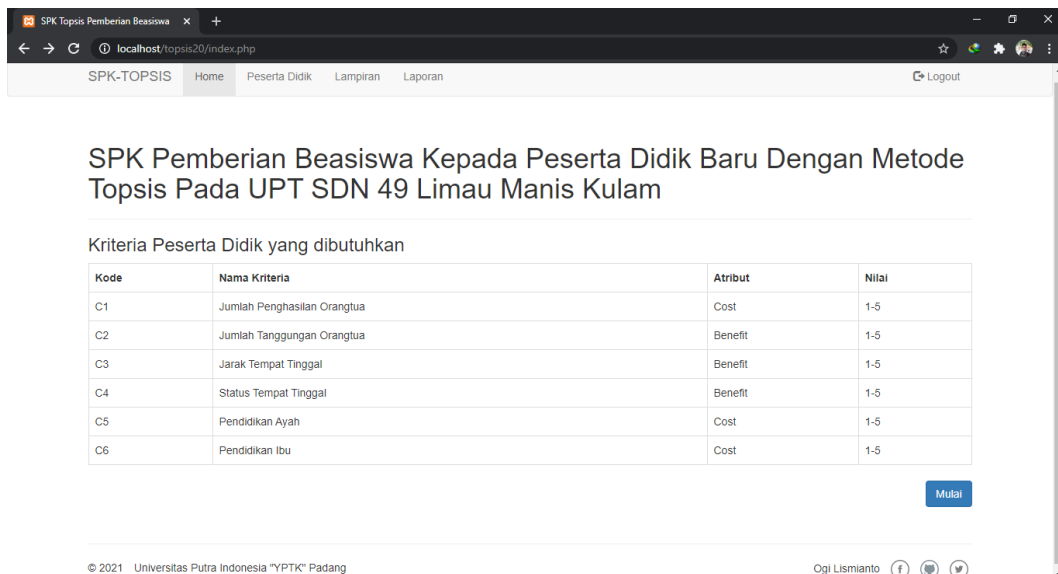 SPK Topsis Pemberian Beasiswa
localhost/topsis20/index.php
SPK-TOPSIS Home Peserta Didik Lampiran Laporan Logout
SPK Pemberian Beasiswa Kepada Peserta Didik Baru Dengan Metode
Topsis Pada UPT SDN 49 Limau Manis Kulam
Kriteria Peserta Didik yang dibutuhkan
Kode Nama Kriteria Atribut Nilai
C1 Jumlah Penghasilan Orangtua Cost 1-5
C2 Jumlah Tanggungan Orangtua Benefit 1-5
C3 Jarak Tempat Tinggal Benefit 1-5
C4 Status Tempat Tinggal Benefit 1-5
C5 Pendidikan Ayah Cost 1-5
C6 Pendidikan Ibu Cost 1-5
Mulai
© 2021 Universitas Putra Indonesia "YPTK" Padang Ogi Lismianto